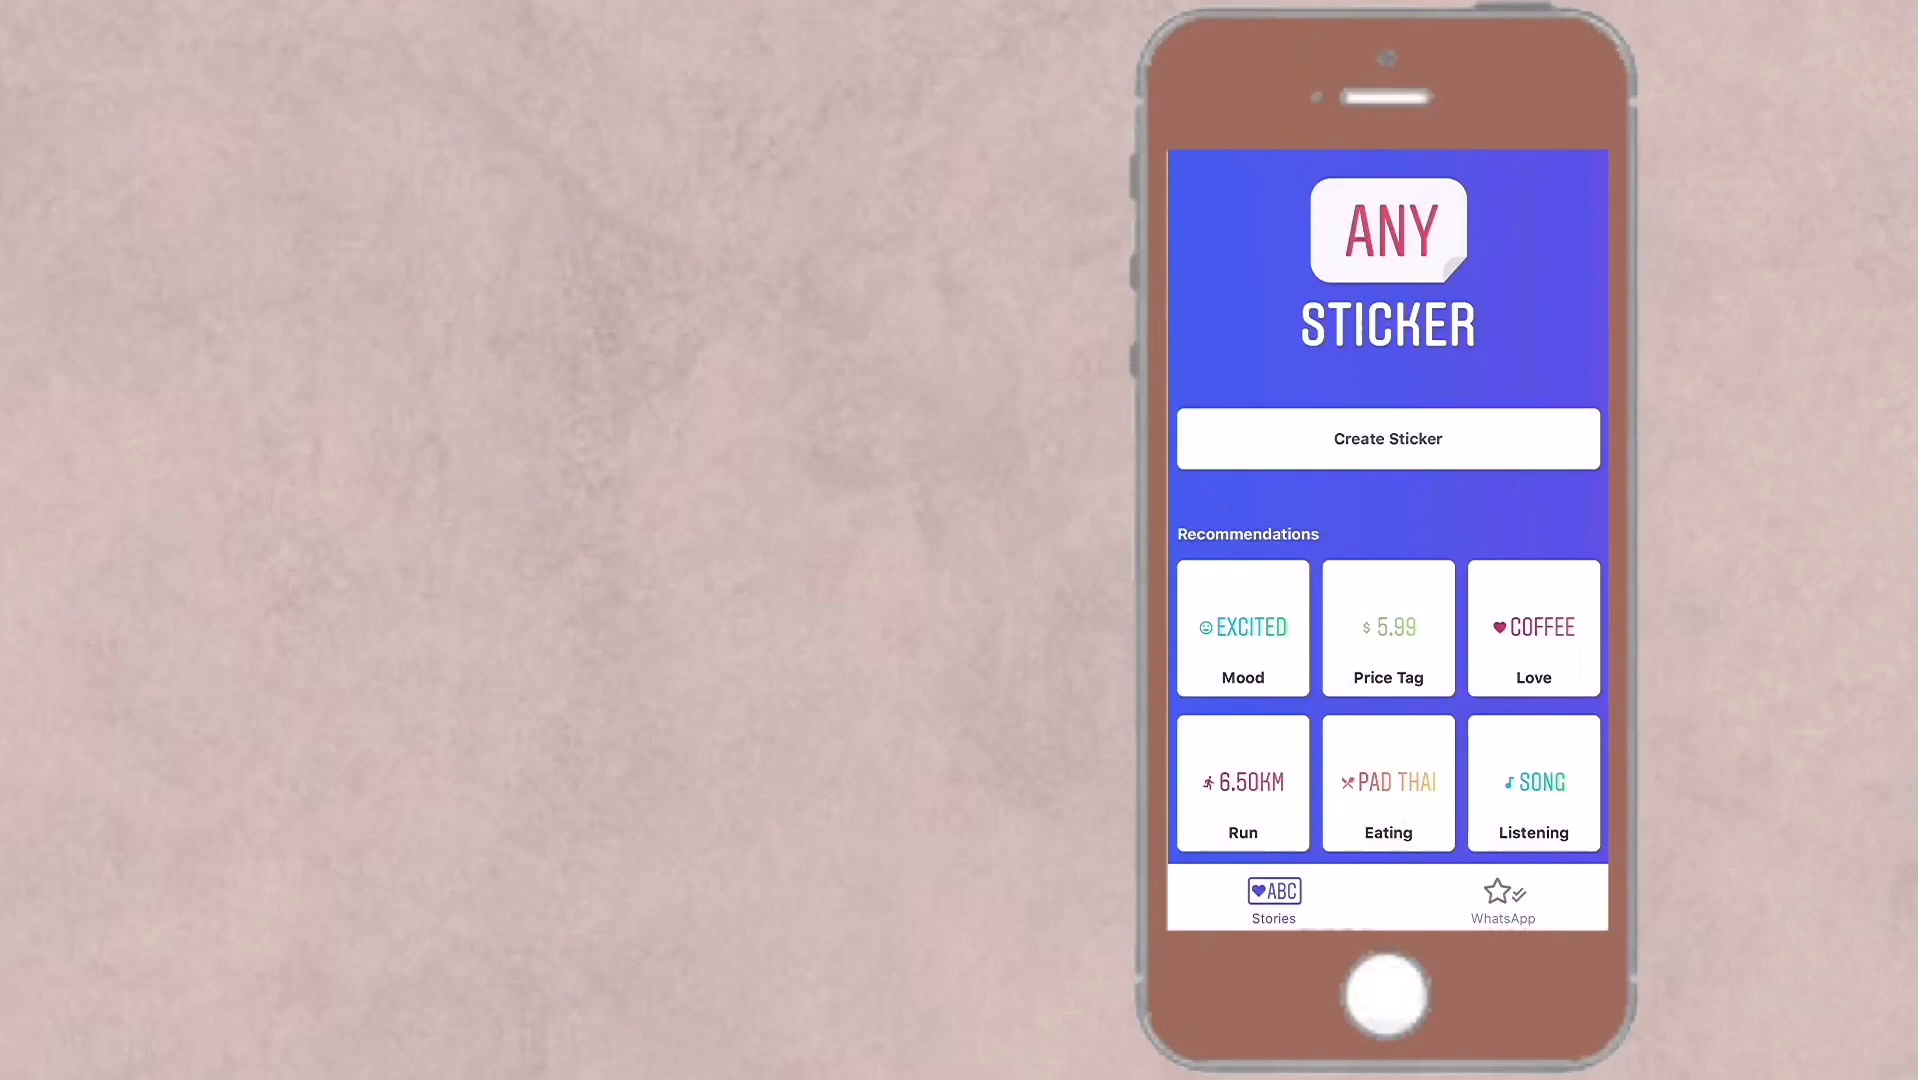 ANY
STICKER
Create Sticker
Recommendations
EXCITED
Mood
$ 5.99
Price Tag
COFFEE
Love
6.50KM
Run
PAD THAI
Eating
SONG
Listening
ABC
Stories
WhatsApp